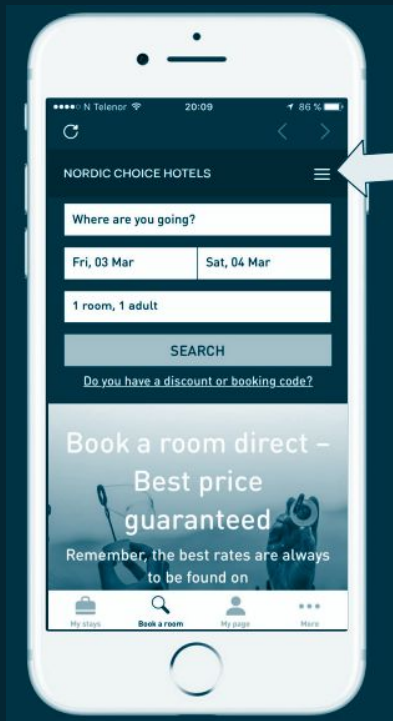 N Telenor 20:09 86 %
NORDIC CHOICE HOTELS
Where are you going?
Fri, 03 Mar Sat, 04 Mar
1 room, 1 adult
SEARCH
Do you have a discount or booking code?
Book a room direct –
Best price
guaranteed
Remember, the best rates are always
to be found on
My stays Book a room My page More